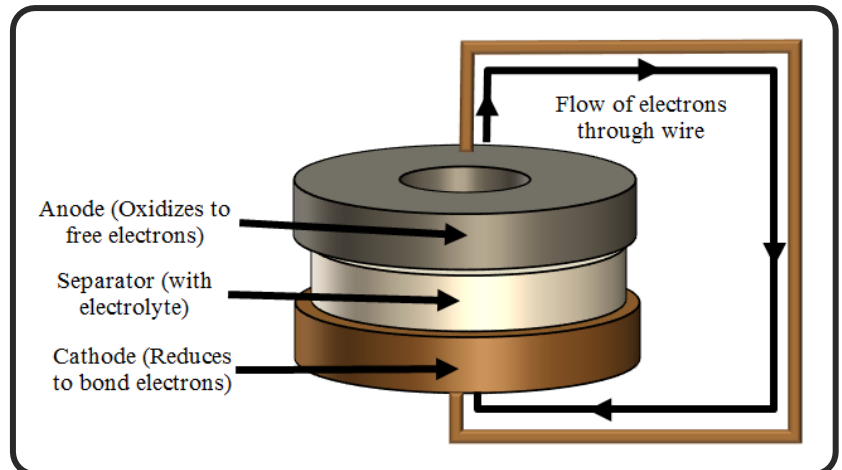 Flow of electrons
through wire
Anode (Oxidizes to
free electrons)
Separator (with
electrolyte)
Cathode (Reduces
to bond electrons)